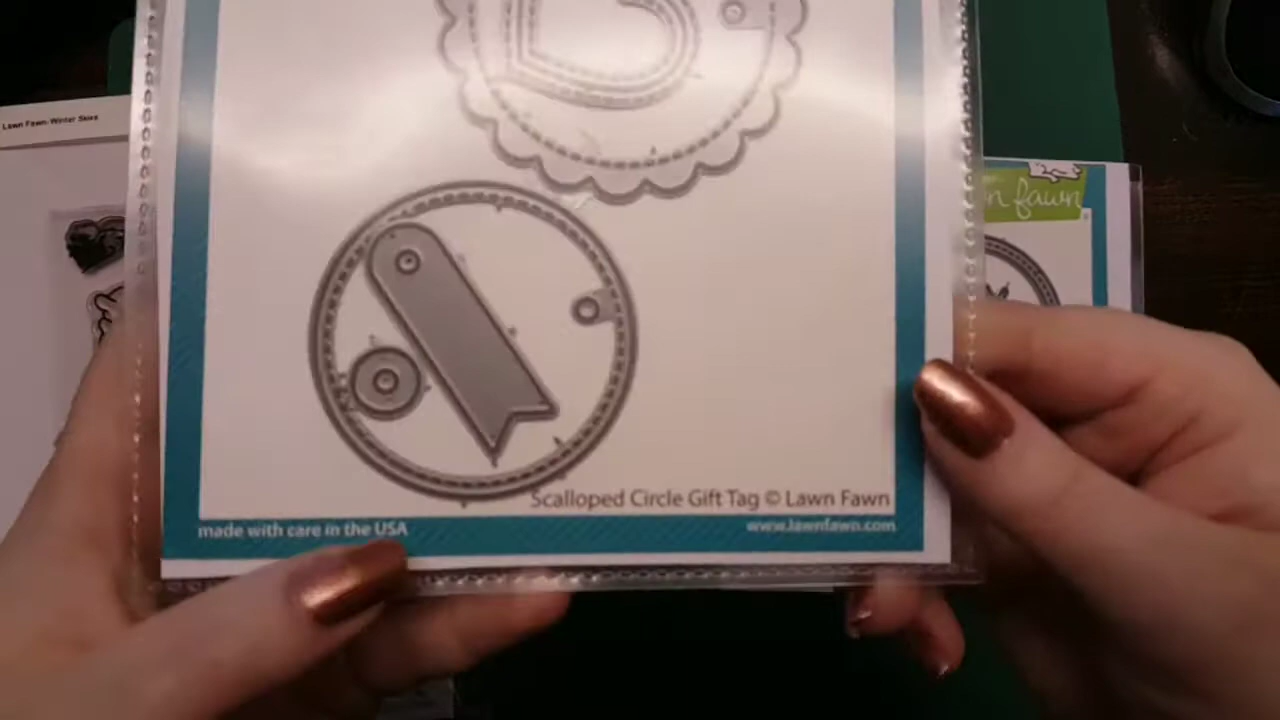 Lawn Fawn-Winter Skies
n fawn
Scalloped Circle Gift Tag © Lawn Fawn
made with care in the USA
www.lawnfawn.com